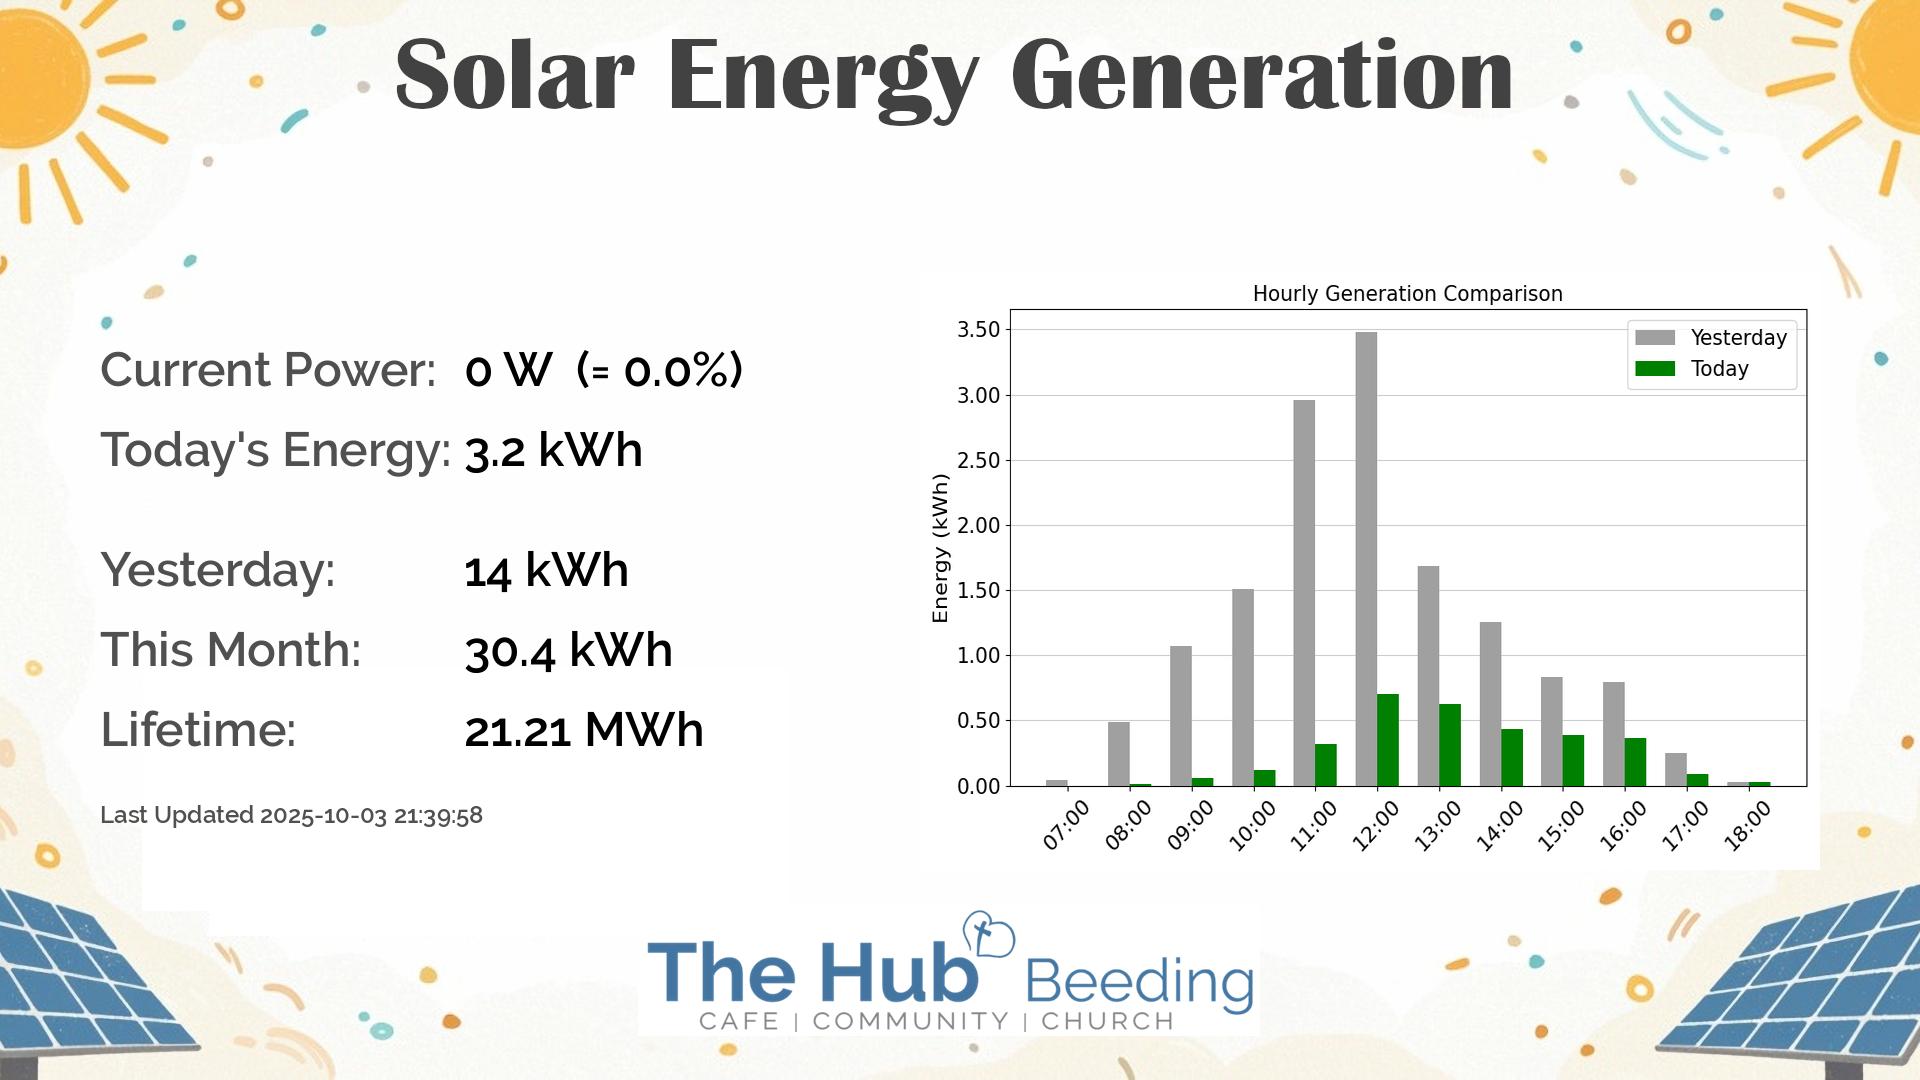 Solar Energy Generation
Current Power: 0 W (= 0.0%)
Today's Energy: 3.2 kWh
Yesterday: 14 kWh
This Month: 30.4 kWh
Lifetime: 21.21 MWh
Last Updated 2025-10-03 21:39:58
Hourly Generation Comparison
Yesterday
Today
Energy (kWh)
3.50
3.00
2.50
2.00
1.50
1.00
0.50
0.00
07:00 08:00 09:00 10:00 11:00 12:00 13:00 14:00 15:00 16:00 17:00 18:00
The Hub Beeding
CAFE | COMMUNITY | CHURCH